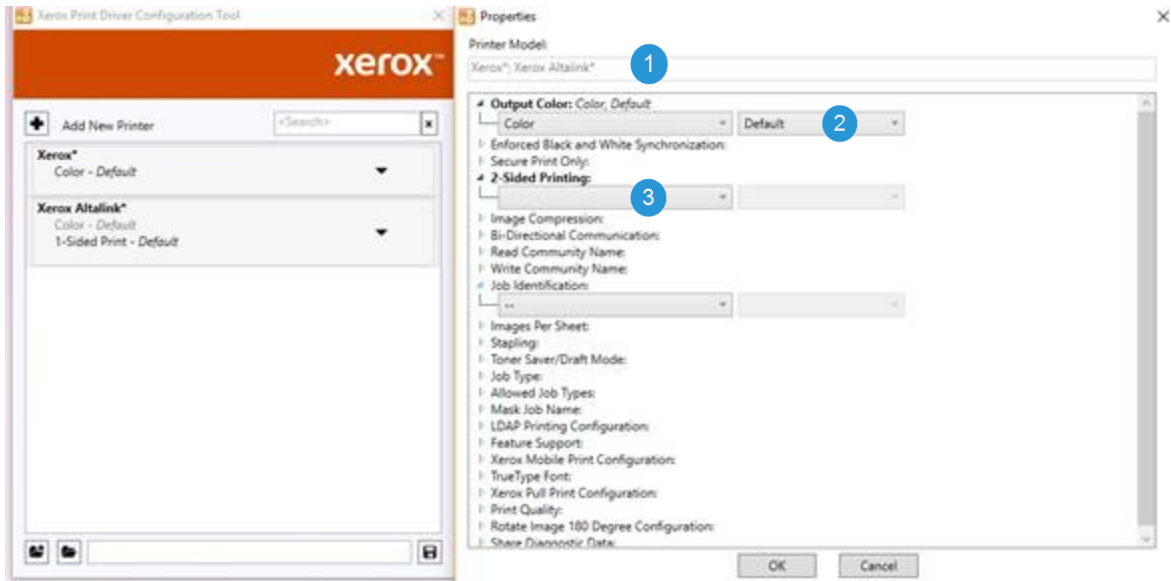 Xerox Print Driver Configuration Tool
xerox™
Add New Printer
<Search>
Xerox*
Color - Default
Xerox Altalink*
Color - Default
1-Sided Print - Default
Properties
Printer Model:
Xerox*; Xerox Altalink*
1
Output Color: Color, Default
Color
Default
2
Enforced Black and White Synchronization:
Secure Print Only:
2-Sided Printing:
3
Image Compression:
Bi-Directional Communication:
Read Community Name:
Write Community Name:
Job Identification:
--
Images Per Sheet:
Stapling:
Toner Saver/Draft Mode:
Job Type:
Allowed Job Types:
Mask Job Name:
LDAP Printing Configuration:
Feature Support:
Xerox Mobile Print Configuration:
TrueType Font:
Xerox Pull Print Configuration:
Print Quality:
Rotate Image 180 Degree Configuration:
Share Diagnostic Data:
OK
Cancel